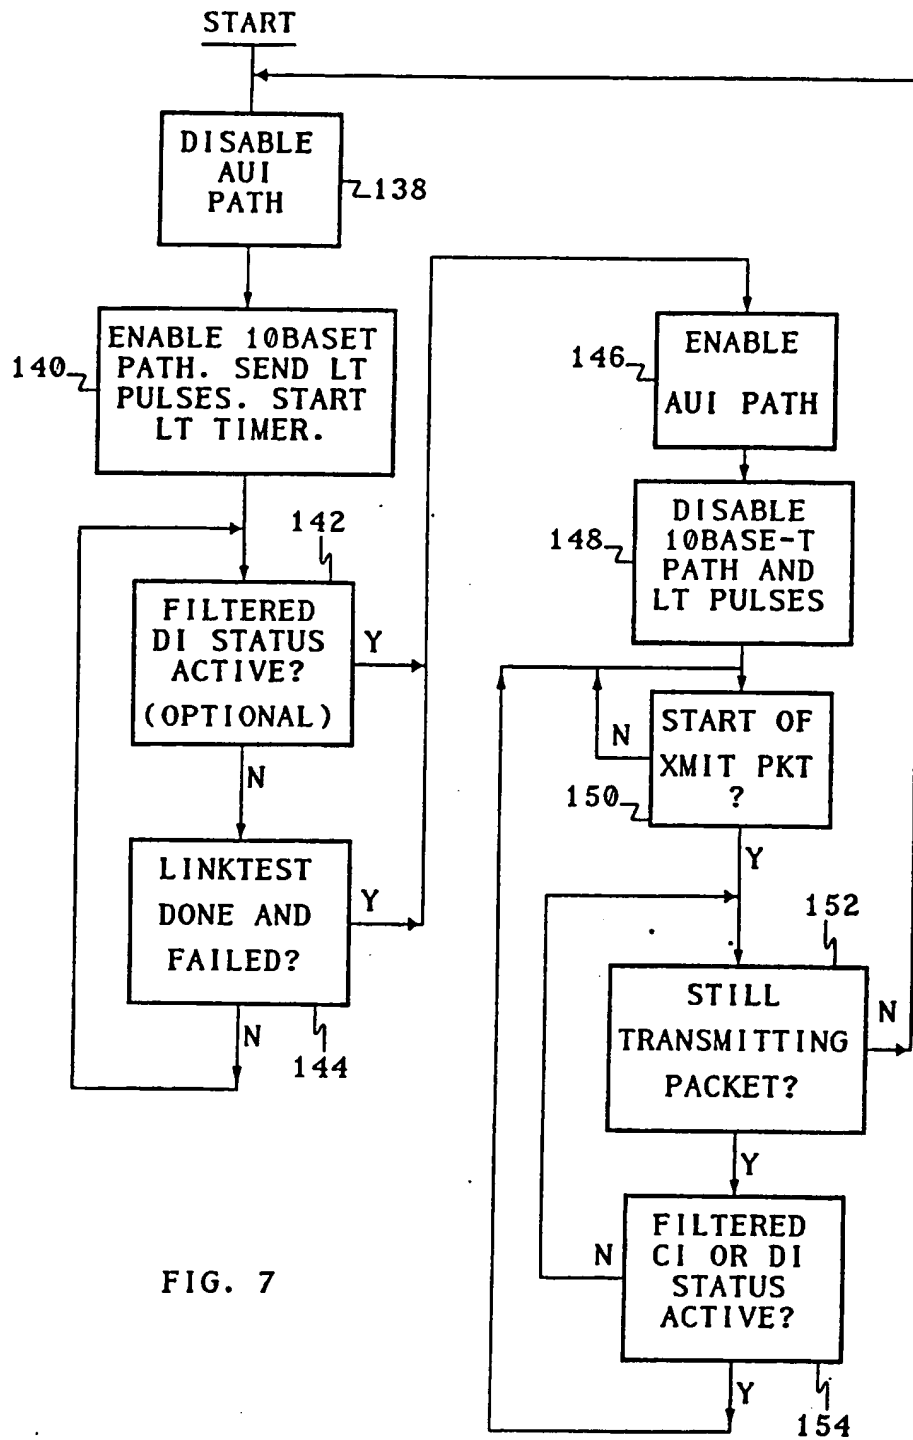 START
DISABLE
AUI
PATH
138
ENABLE 10BASET
PATH. SEND LT
PULSES. START
LT TIMER.
140
142
FILTERED
DI STATUS
ACTIVE?
(OPTIONAL)
Y
N
LINKTEST
DONE AND
FAILED?
Y
N
144
ENABLE
AUI PATH
146
DISABLE
10BASE-T
PATH AND
LT PULSES
148
START OF
XMIT PKT
?
N
150
Y
152
STILL
TRANSMITTING
PACKET?
N
Y
FILTERED
CI OR DI
STATUS
ACTIVE?
N
Y
154
FIG. 7